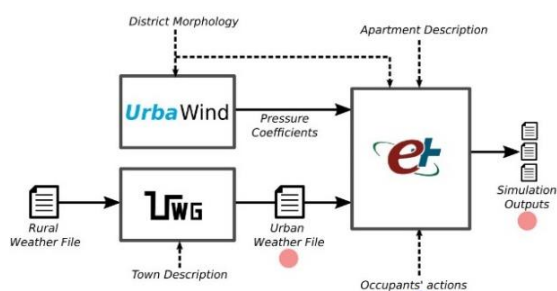 District Morphology
Apartment Description
UrbaWind
Pressure
Coefficients
e+
Simulation
Outputs
Rural
Weather File
UWG
Urban
Weather File
Town Description
Occupants' actions